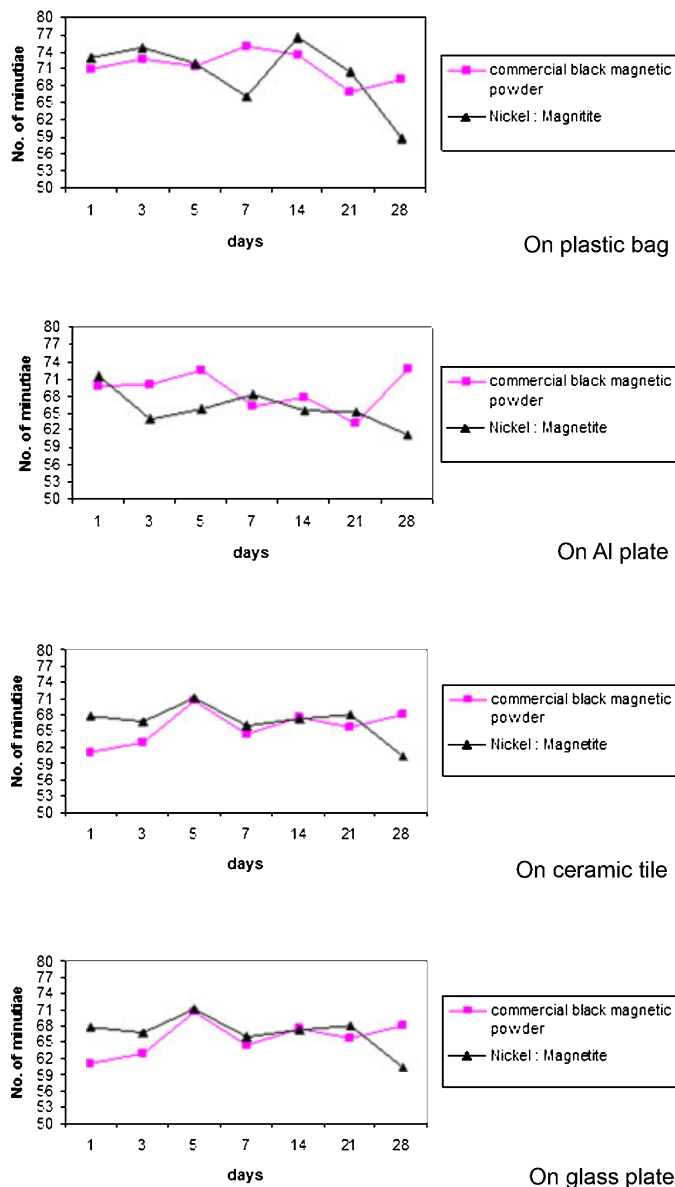 No. of minutiae
80
77
74
71
68
65
62
59
56
53
50
1 3 5 7 14 21 28
days
commercial black magnetic
powder
Nickel : Magnitite
On plastic bag
No. of minutiae
80
77
74
71
68
65
62
59
56
53
50
1 3 5 7 14 21 28
days
commercial black magnetic
powder
Nickel : Magnetite
On Al plate
No. of minutiae
80
77
74
71
68
65
62
59
56
53
50
1 3 5 7 14 21 28
days
commercial black magnetic
powder
Nickel : Magnetite
On ceramic tile
No. of minutiae
80
77
74
71
68
65
62
59
56
53
50
1 3 5 7 14 21 28
days
commercial black magnetic
powder
Nickel : Magnetite
On glass plate